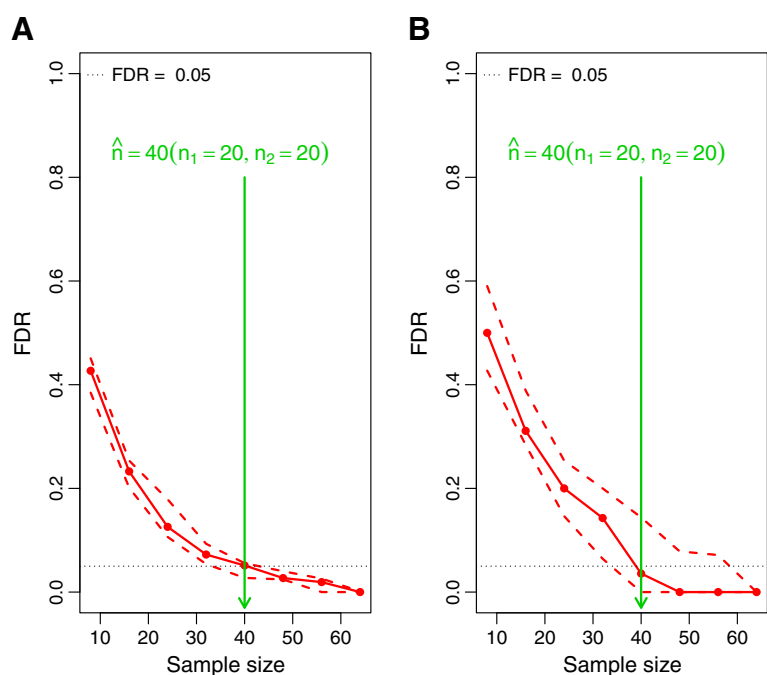 A
FDR = 0.05
n̂ = 40(n₁ = 20, n₂ = 20)
FDR
1.0
0.8
0.6
0.4
0.2
0.0
10 20 30 40 50 60
Sample size
B
FDR = 0.05
n̂ = 40(n₁ = 20, n₂ = 20)
FDR
1.0
0.8
0.6
0.4
0.2
0.0
10 20 30 40 50 60
Sample size